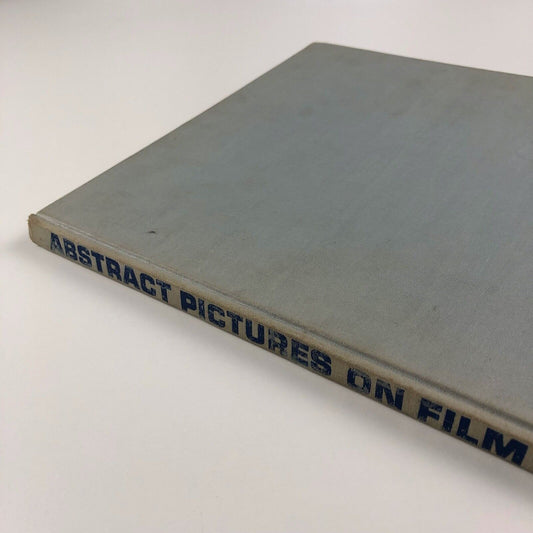 ABSTRACT PICTURES ON FILM